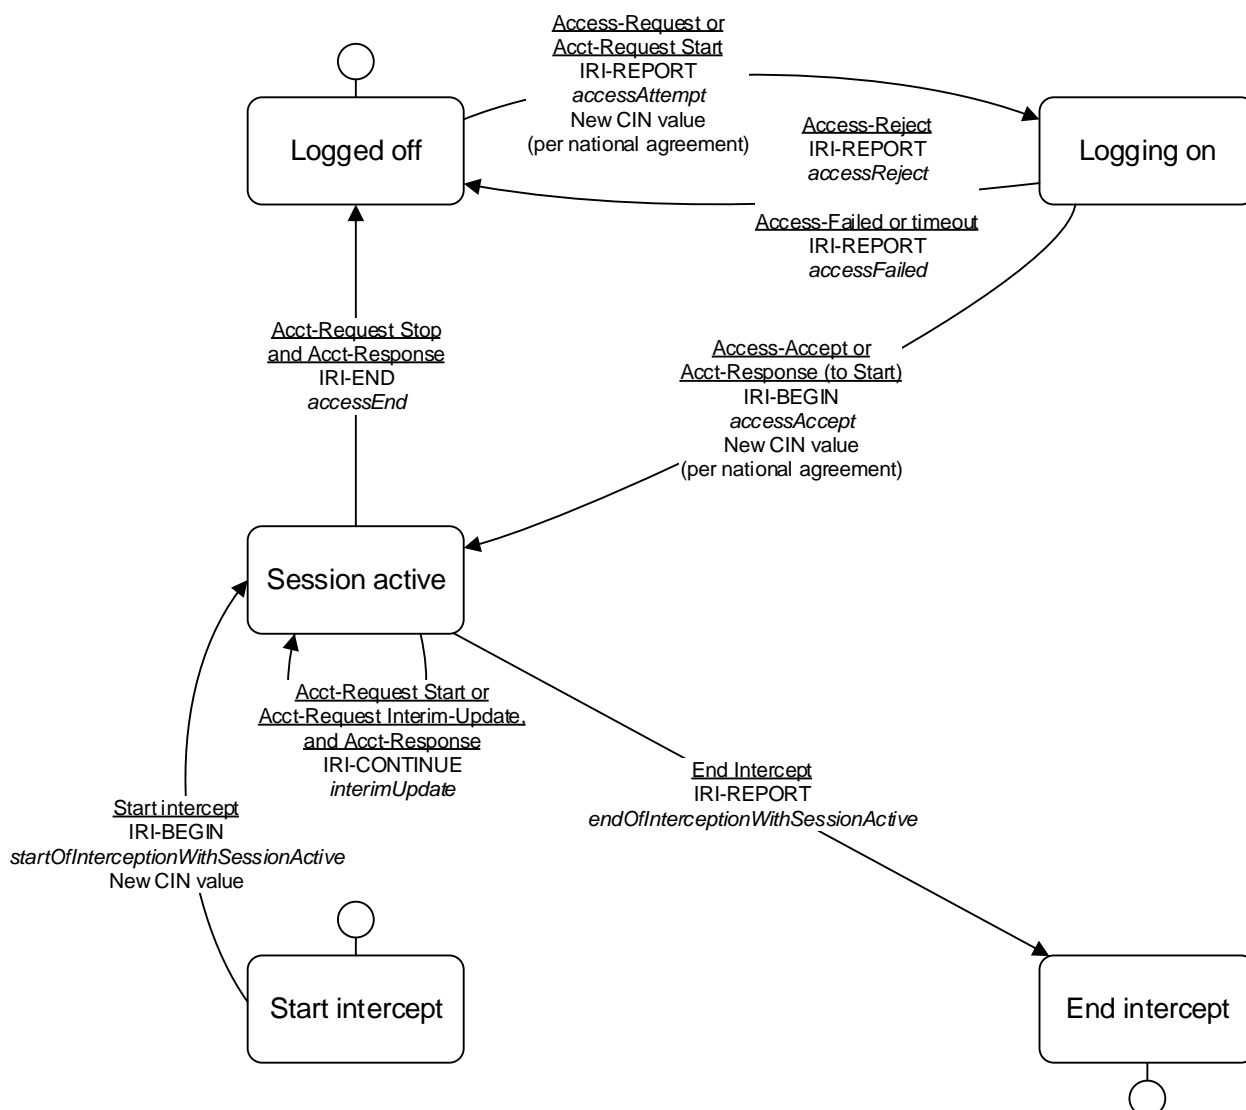 Access-Request or
Acct-Request Start
IRI-REPORT
accessAttempt
New CIN value
(per national agreement)
Logged off
Logging on
Access-Reject
IRI-REPORT
accessReject
Access-Failed or timeout
IRI-REPORT
accessFailed
Acct-Request Stop
and Acct-Response
IRI-END
accessEnd
Access-Accept or
Acct-Response (to Start)
IRI-BEGIN
accessAccept
New CIN value
(per national agreement)
Session active
Acct-Request Start or
Acct-Request Interim-Update,
and Acct-Response
IRI-CONTINUE
interimUpdate
End Intercept
IRI-REPORT
endOfInterceptionWithSessionActive
Start intercept
IRI-BEGIN
startOfInterceptionWithSessionActive
New CIN value
Start intercept
End intercept